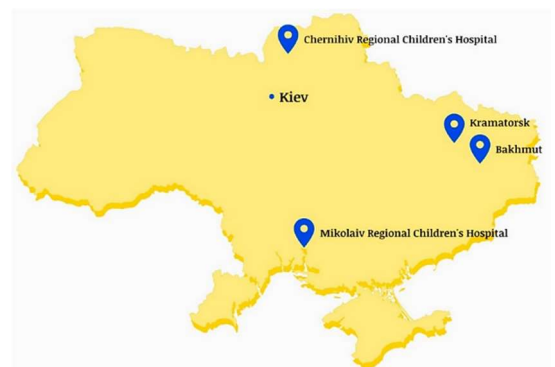 Chernihiv Regional Children's Hospital
Kiev
Kramatorsk
Bakhmut
Mikolaiv Regional Children's Hospital